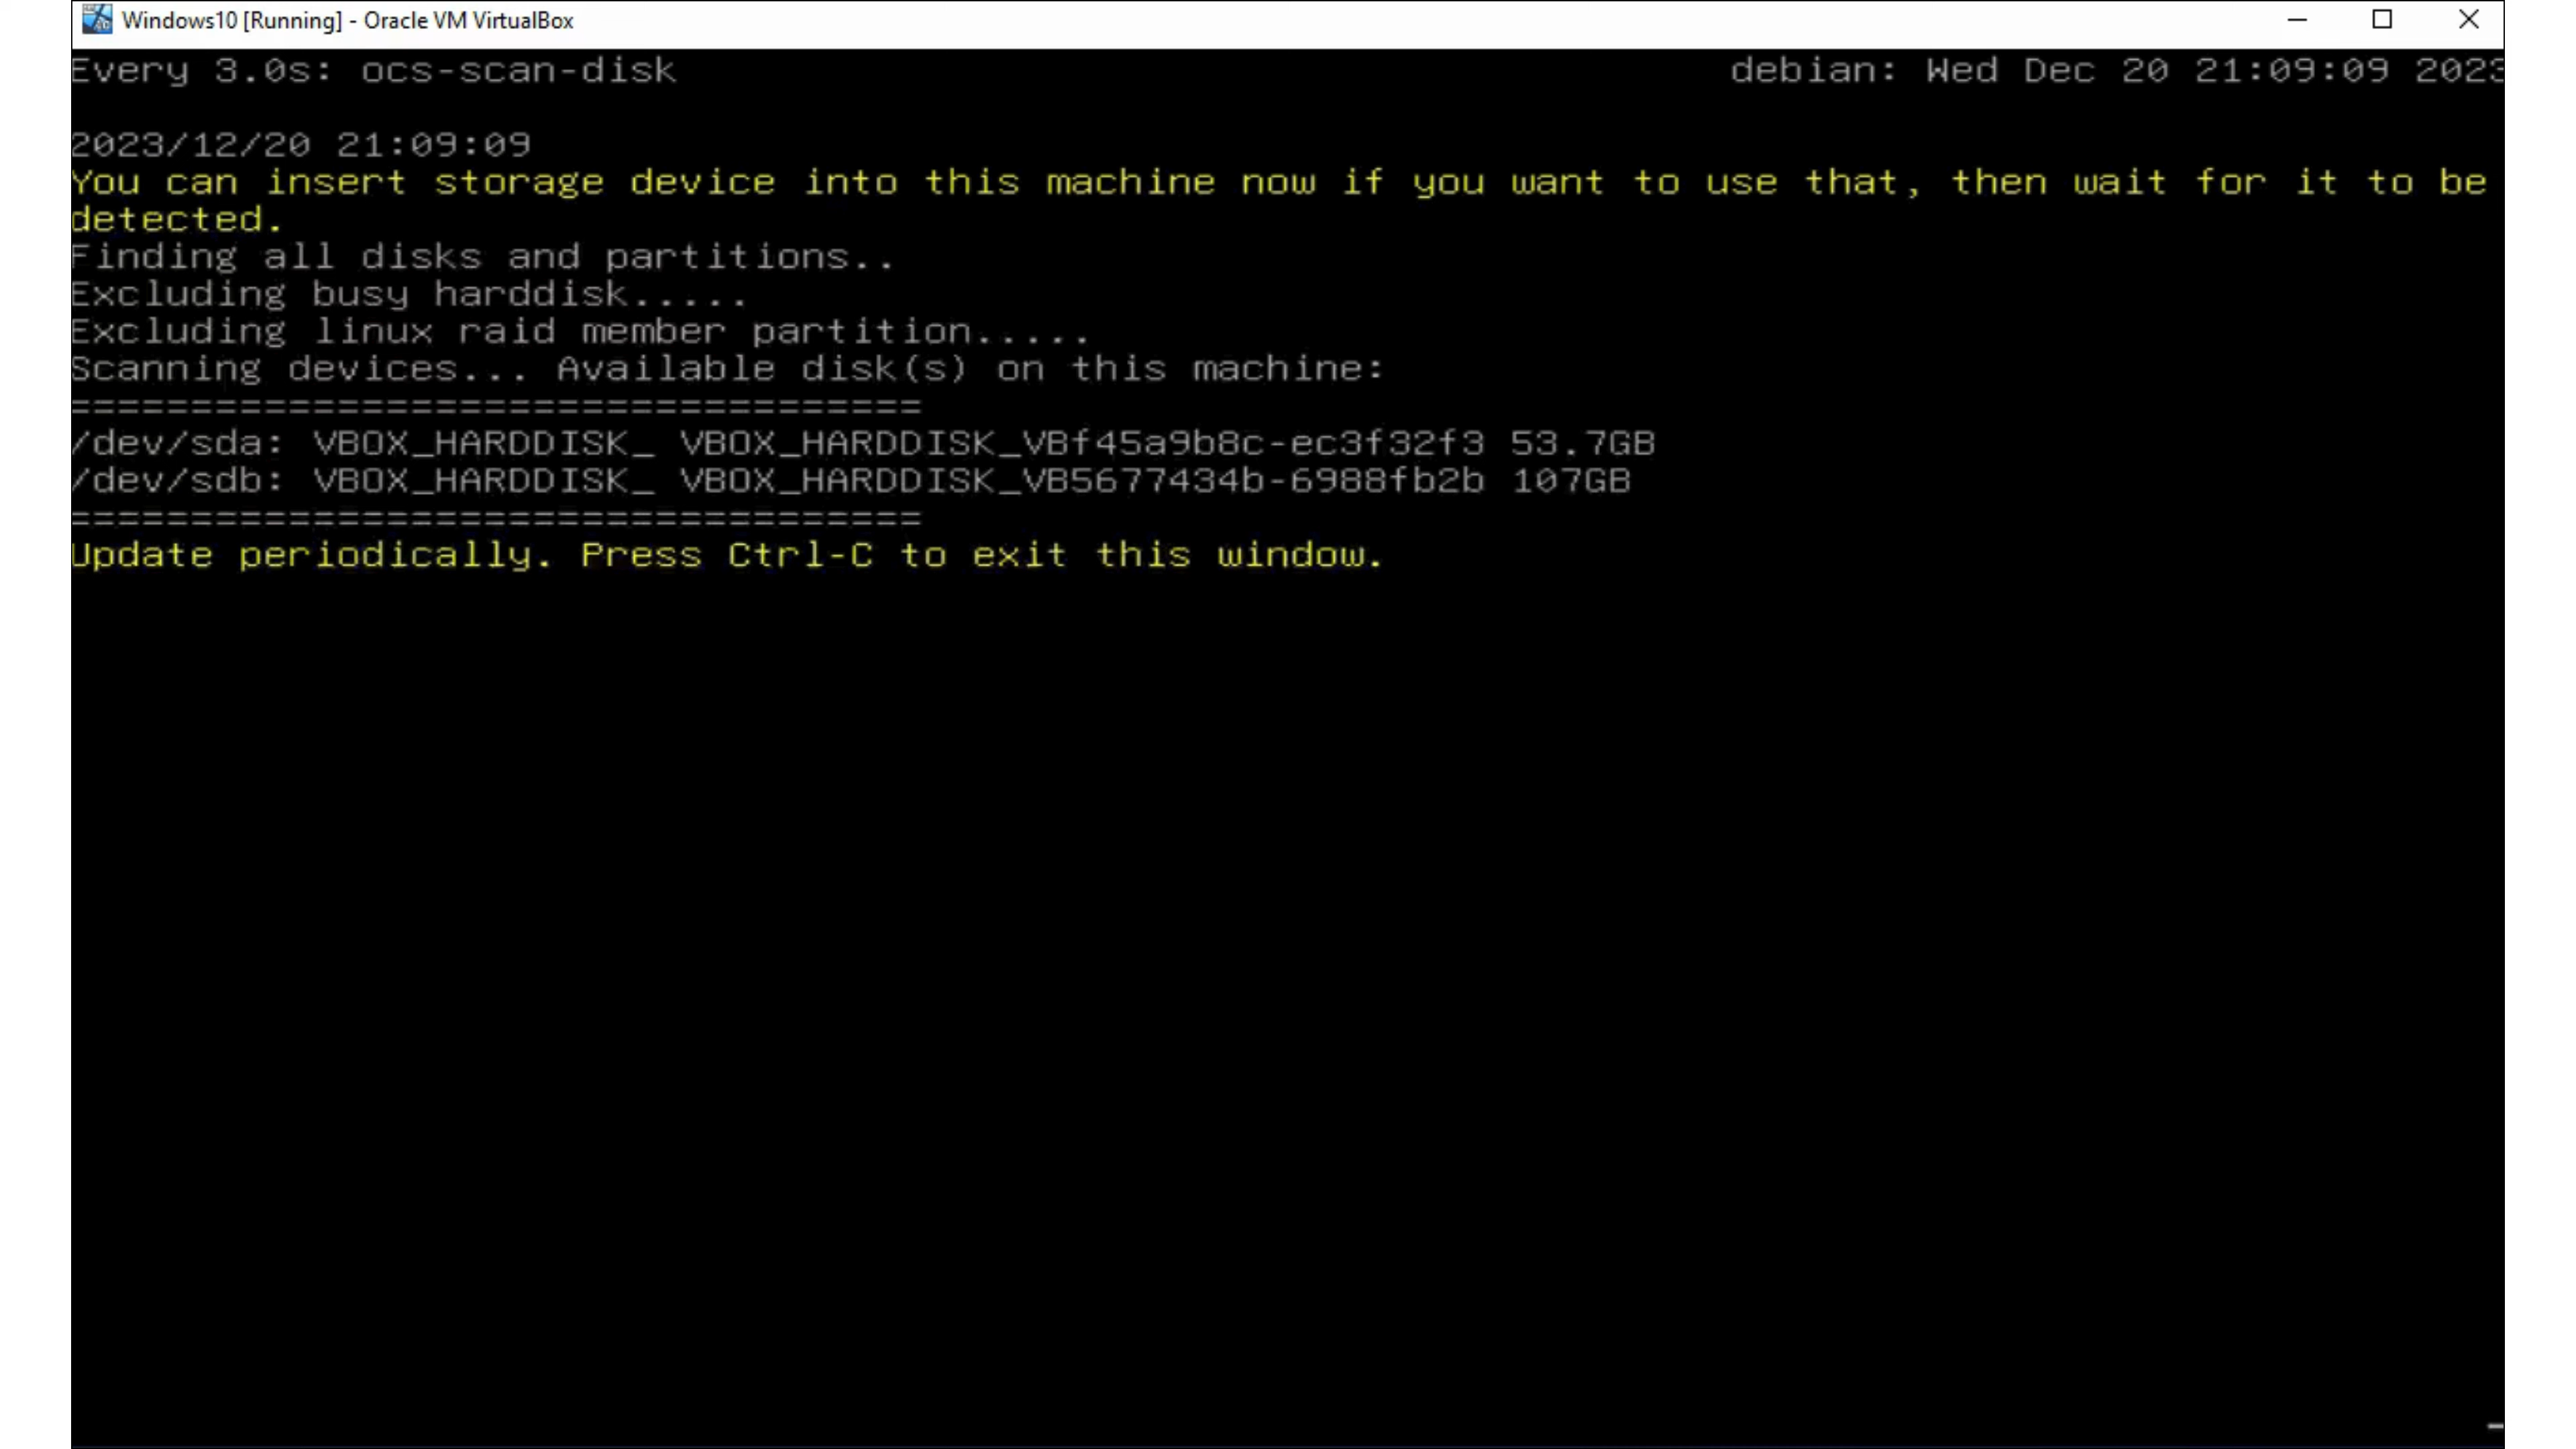 Windows10 [Running] - Oracle VM VirtualBox
Every 3.0s: ocs-scan-disk debian: Wed Dec 20 21:09:09 2023
2023/12/20 21:09:09
You can insert storage device into this machine now if you want to use that, then wait for it to be
detected.
Finding all disks and partitions..
Excluding busy harddisk.....
Excluding linux raid member partition.....
Scanning devices... Available disk(s) on this machine:
===================================
/dev/sda: VBOX_HARDDISK_ VBOX_HARDDISK_VBf45a9b8c-ec3f32f3 53.7GB
/dev/sdb: VBOX_HARDDISK_ VBOX_HARDDISK_VB5677434b-6988fb2b 107GB
===================================
Update periodically. Press Ctrl-C to exit this window.